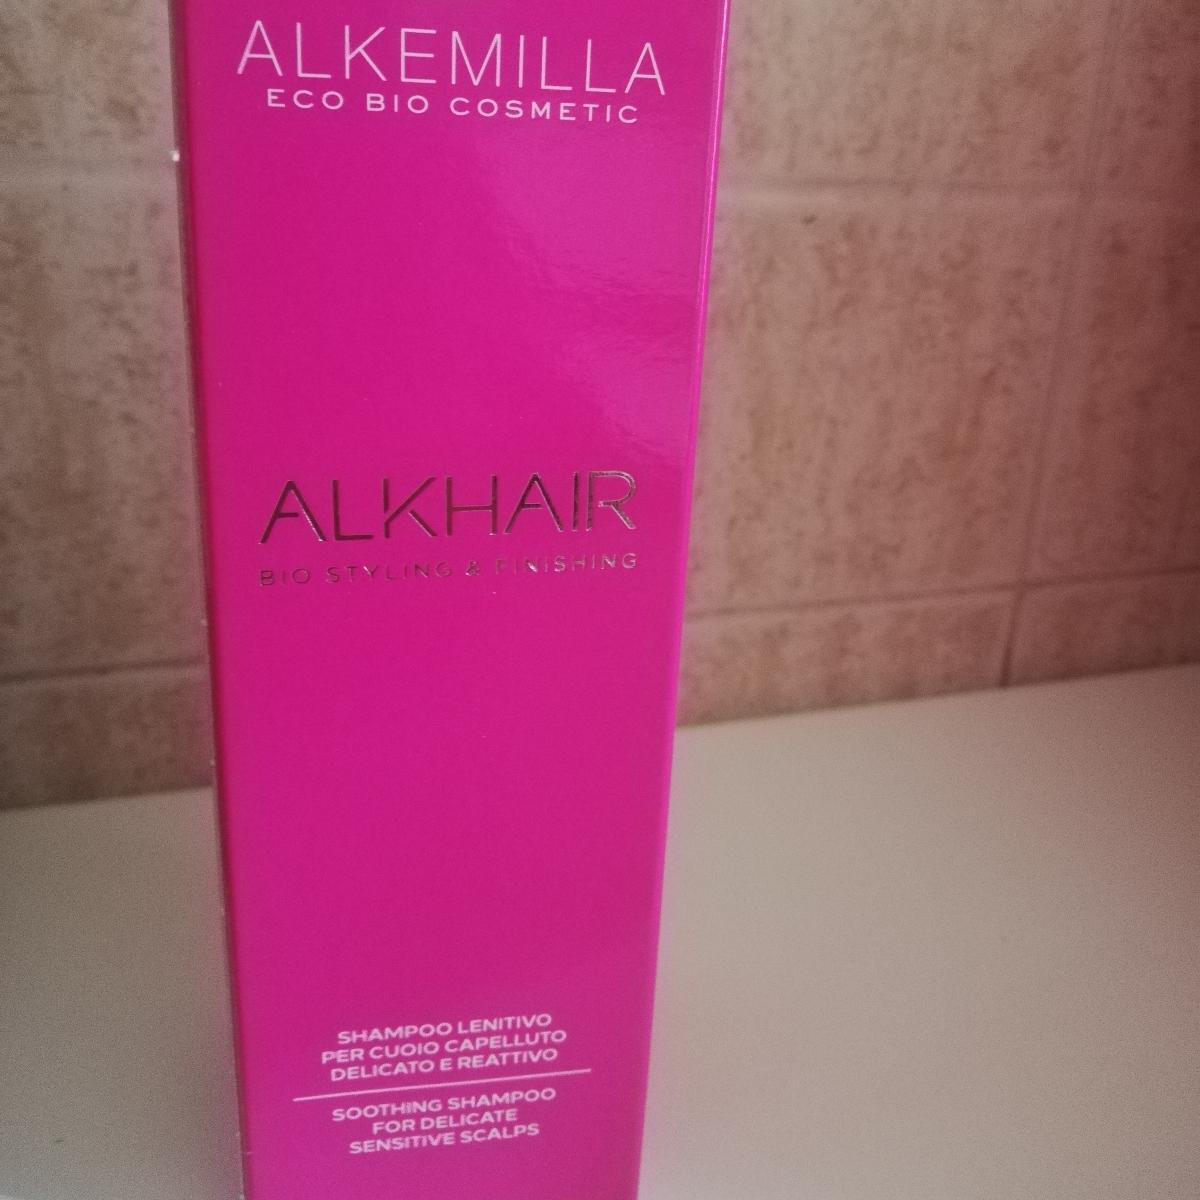 ALKEMILLA
ECO BIO COSMETIC
ALKHAIR
BIO STYLING & FINISHING
SHAMPOO LENITIVO
PER CUOIO CAPELLUTO
DELICATO E REATTIVO
SOOTHING SHAMPOO
FOR DELICATE
SENSITIVE SCALPS